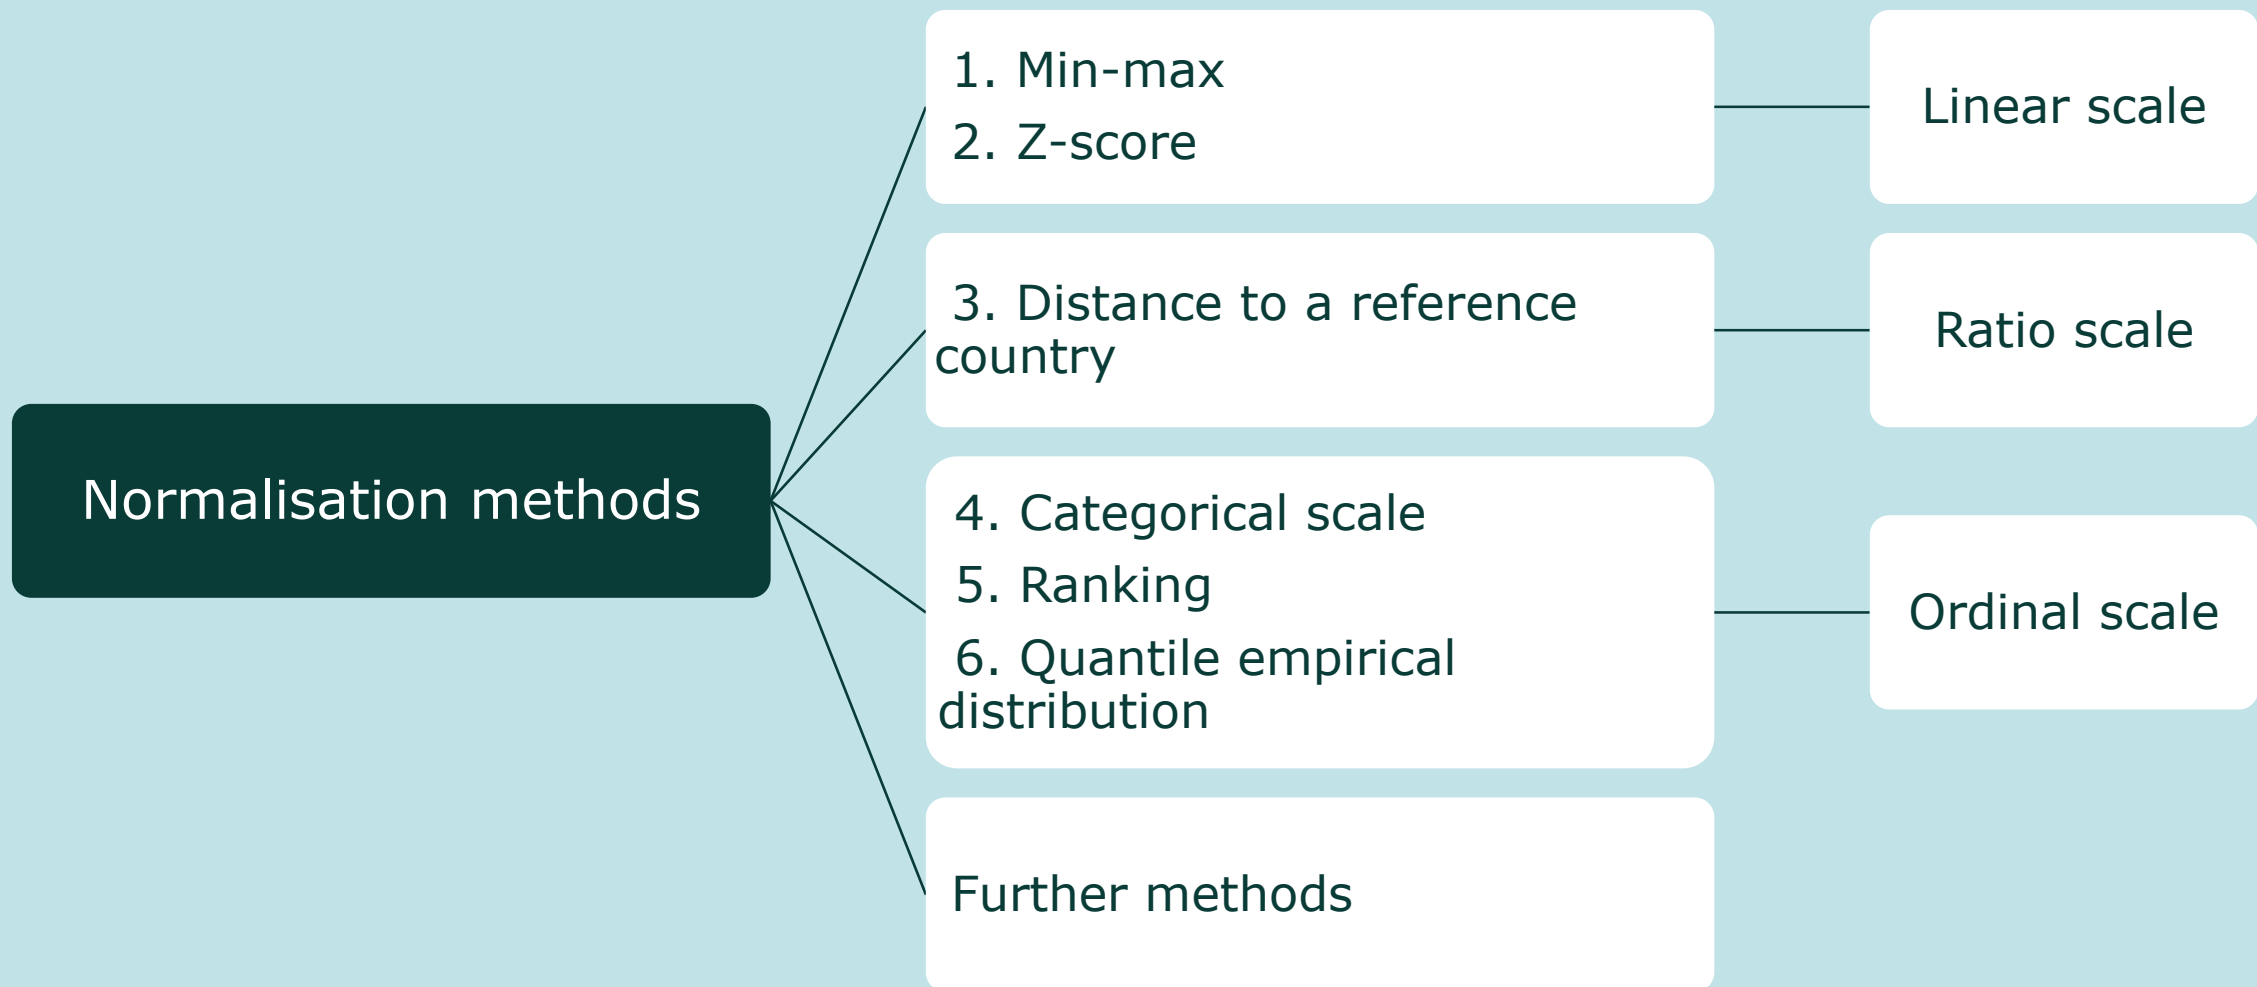 Normalisation methods
1. Min-max
2. Z-score
Linear scale
3. Distance to a reference
country
Ratio scale
4. Categorical scale
5. Ranking
6. Quantile empirical
distribution
Ordinal scale
Further methods